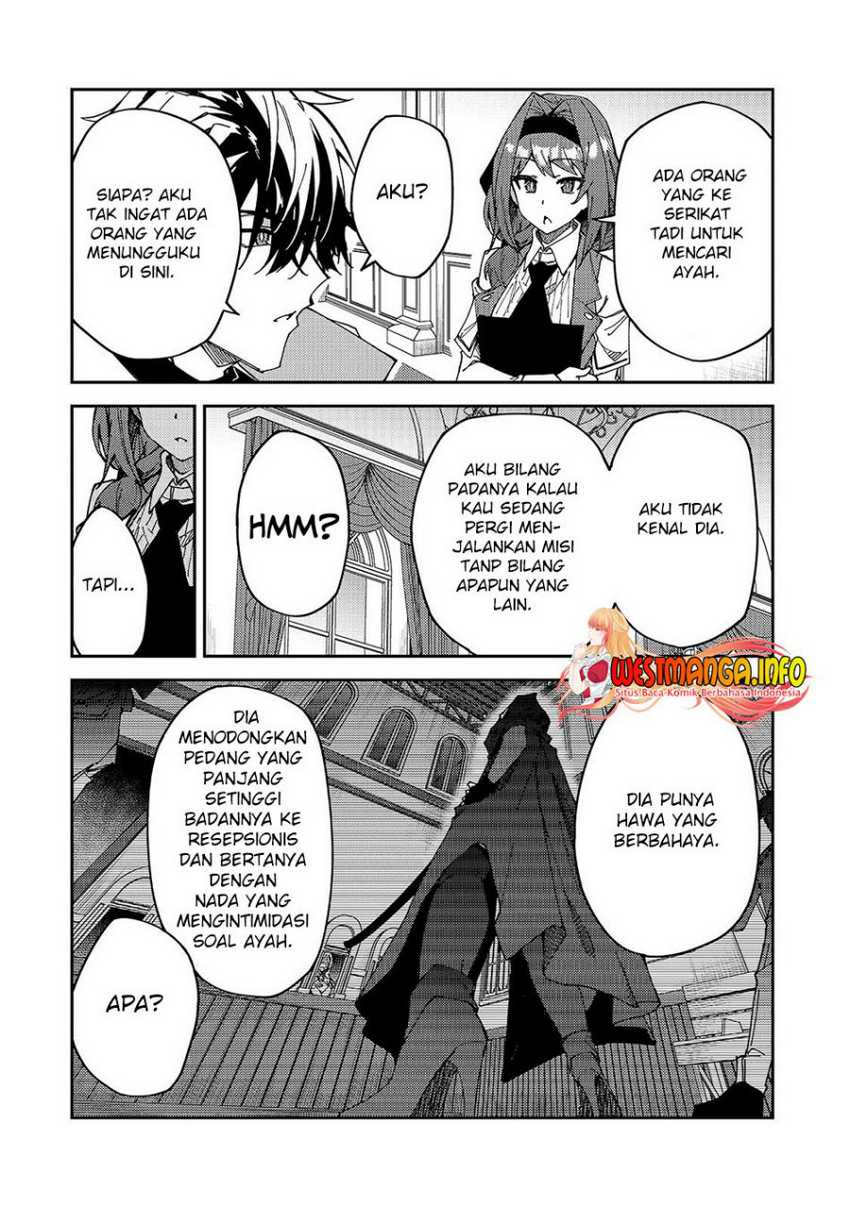 ADA ORANG
YANG KE
SERIKAT
TADI UNTUK
MENCARI
AYAH.
AKU?
SIAPA? AKU
TAK INGAT ADA
ORANG YANG
MENUNGGUKU
DI SINI.
AKU TIDAK
KENAL DIA.
AKU BILANG
PADANYA KALAU
KAU SEDANG
PERGI MEN-
JALANKAN MISI
TANP BILANG
APAPUN YANG
LAIN.
HMM?
TAPI...
WESTMANGA.INFO
Situs Baca Komik Berbahasa Indonesia
DIA PUNYA
HAWA YANG
BERBAHAYA.
DIA
MENODONGKAN
PEDANG YANG
PANJANG
SETINGGI
BADANNYA KE
RESEPSIONIS
DAN BERTANYA
DENGAN
NADA YANG
MENGINTIMIDASI
SOAL AYAH.
APA?